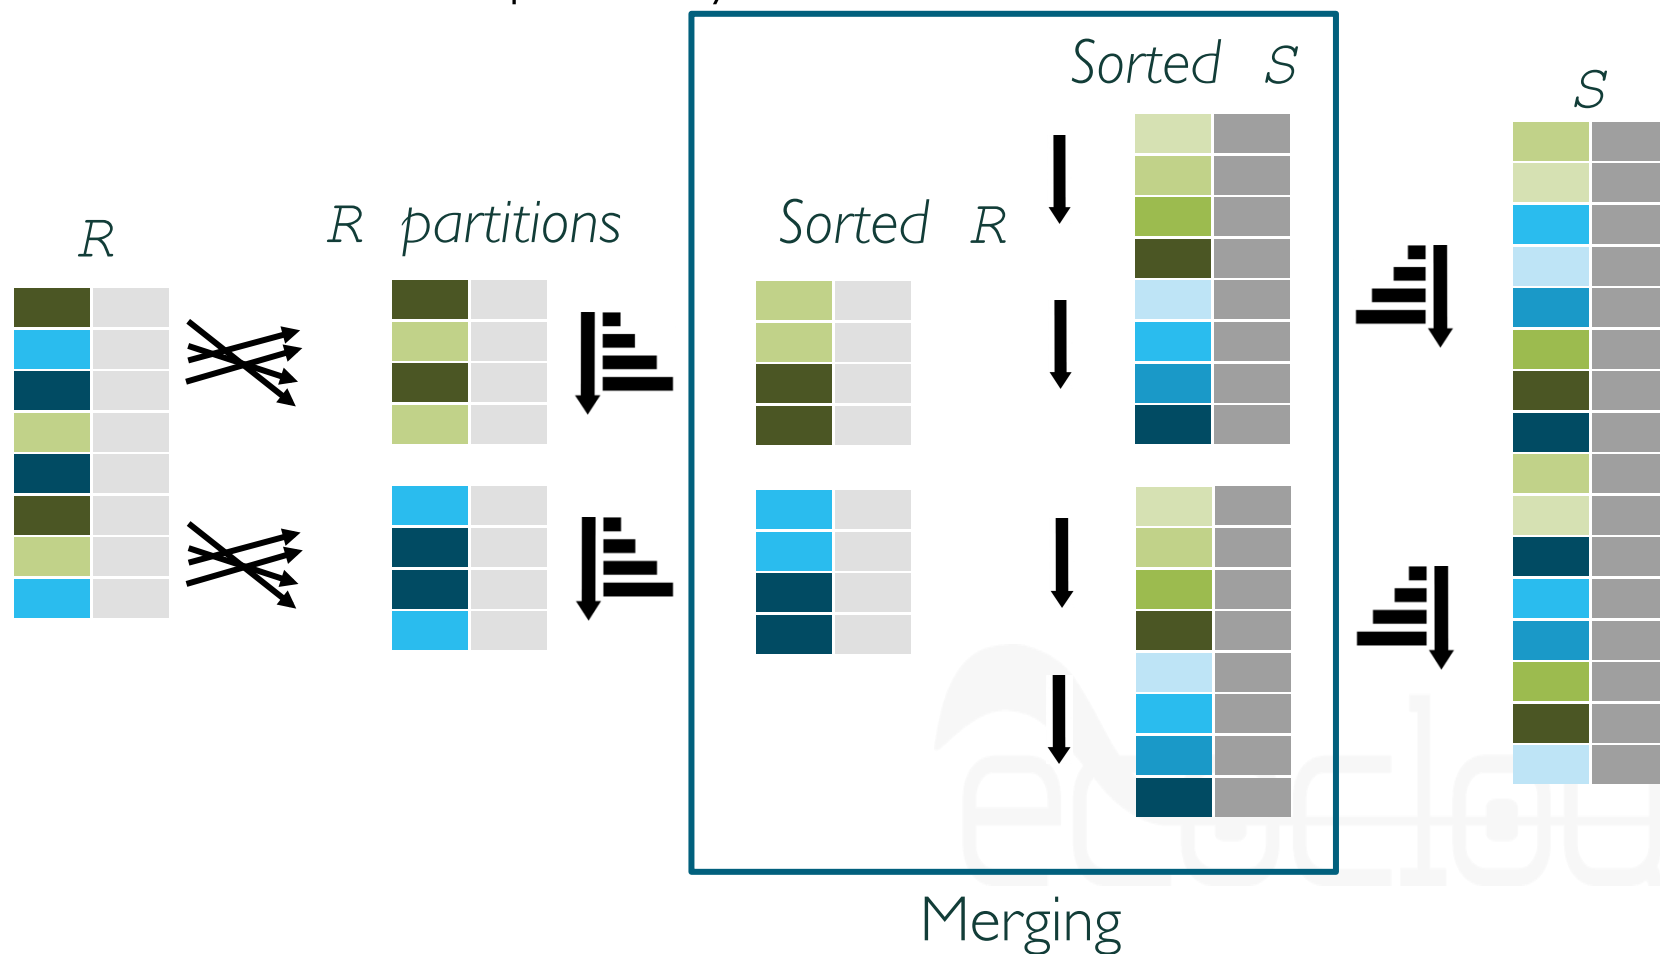 Sorted S
S
R
R partitions
Sorted R
Merging